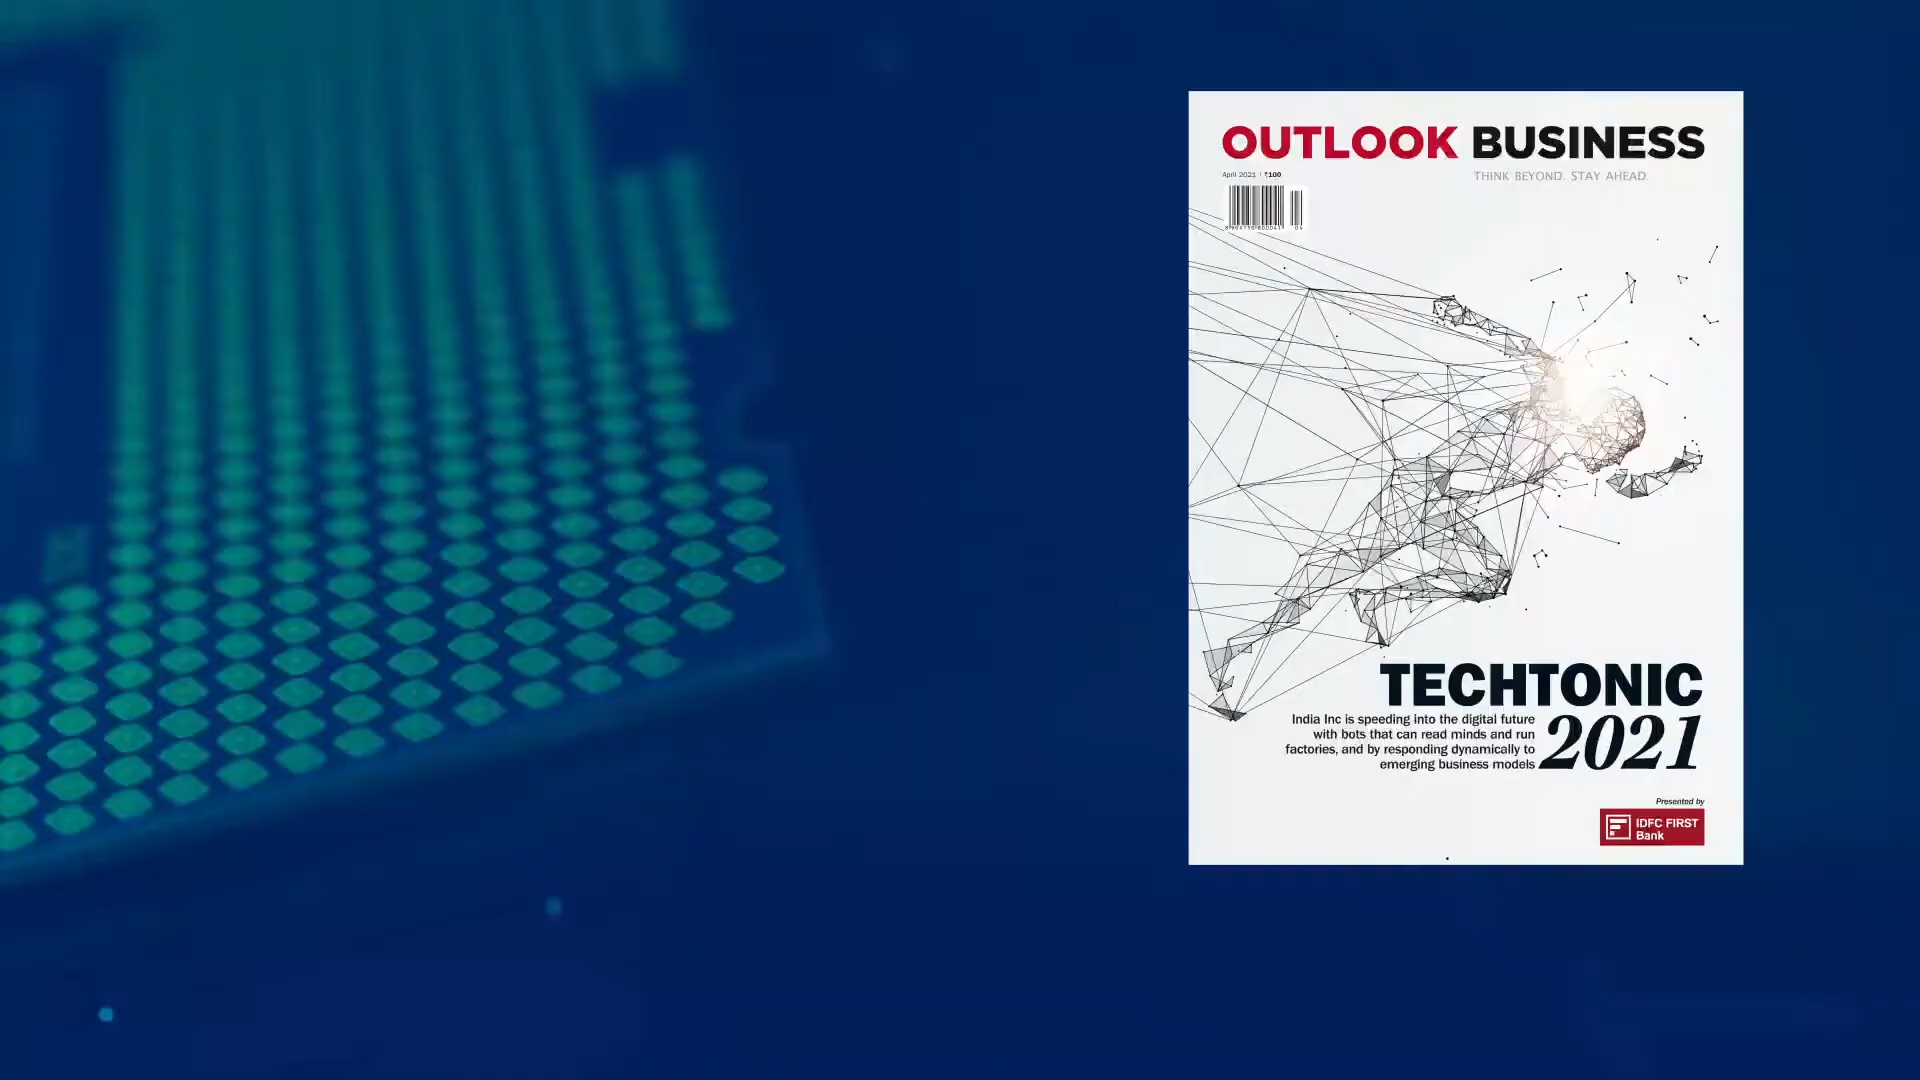 OUTLOOK BUSINESS
April 2021 | ₹100
THINK BEYOND. STAY AHEAD.
04
TECHTONIC
2021
India Inc is speeding into the digital future
with bots that can read minds and run
factories, and by responding dynamically to
emerging business models
Presented by
IDFC FIRST
Bank